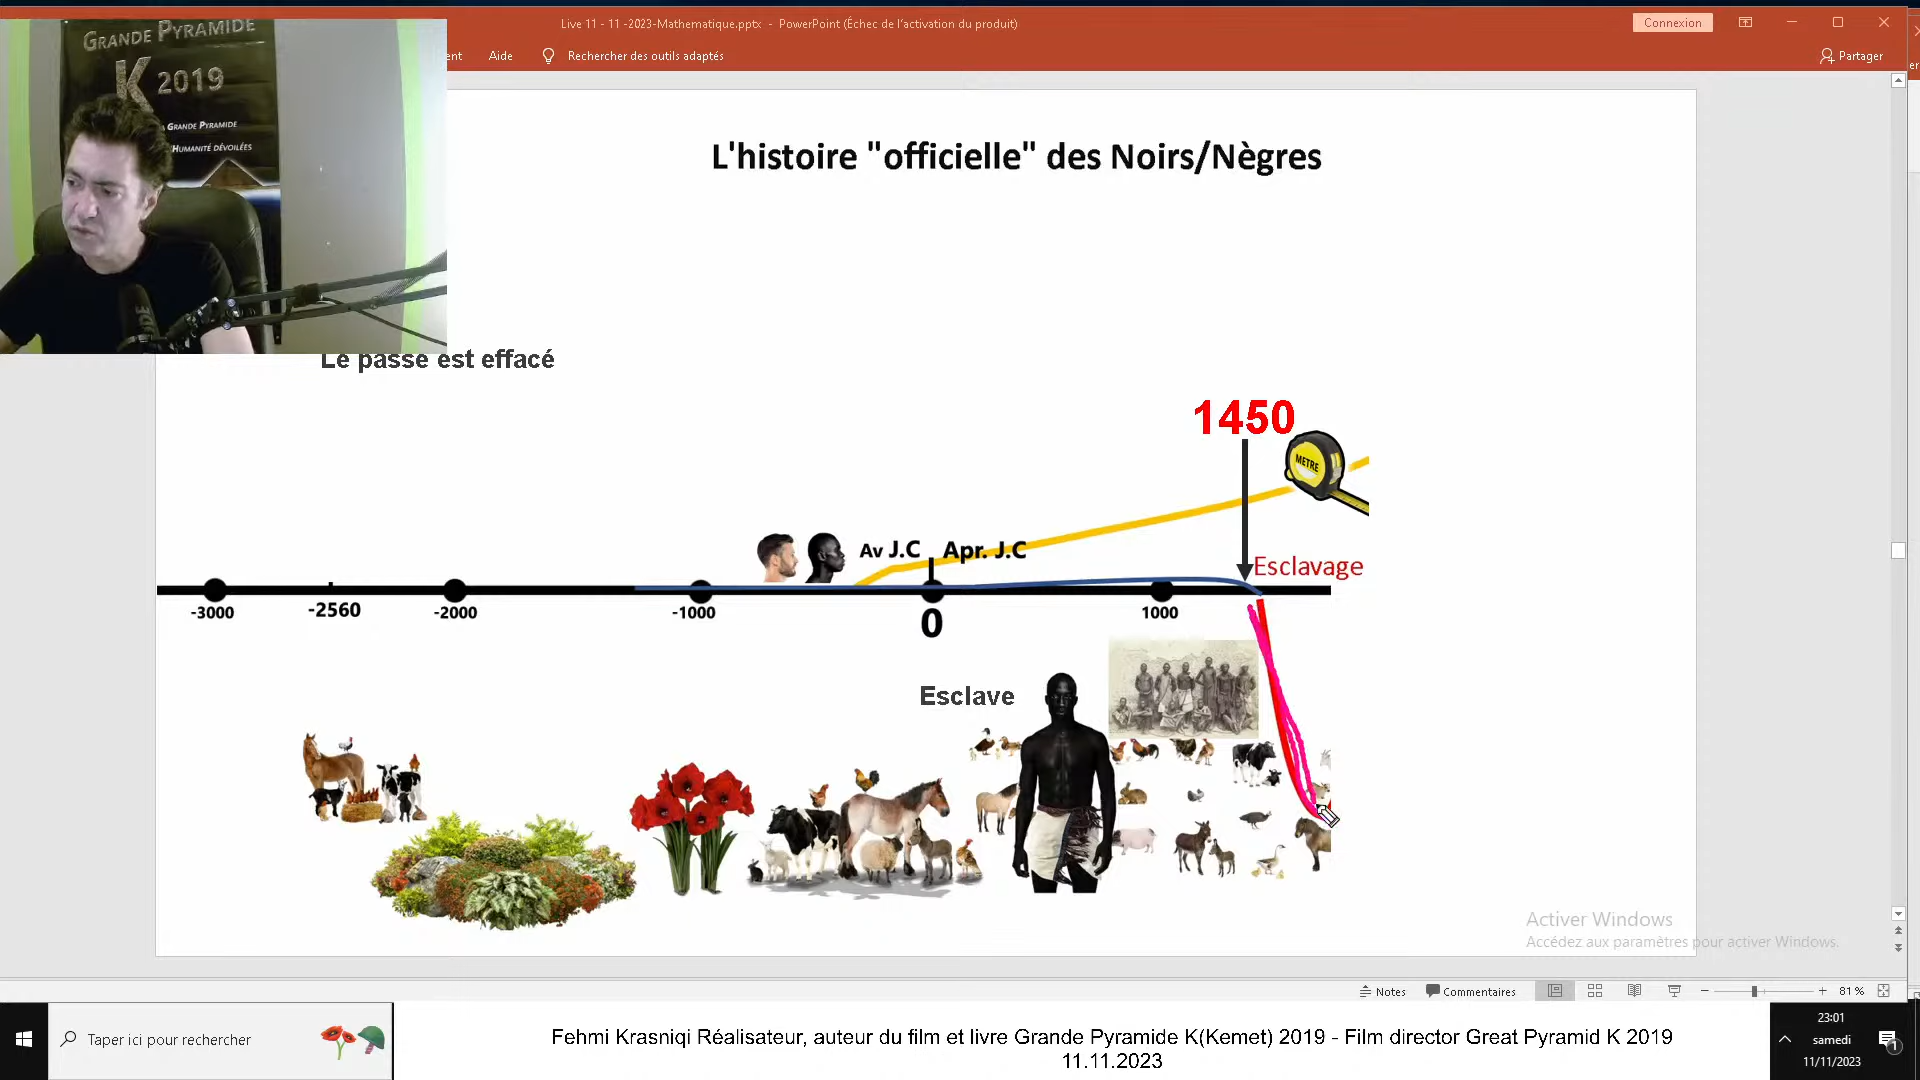 Live 11 - 11 -2023-Mathematique.pptx - PowerPoint (Échec de l'activation du produit)
Connexion
ent Aide Rechercher des outils adaptés
Partager
er
GRANDE PYRAMIDE
K 2019
GRANDE PYRAMIDE
HUMANITÉ DÉVOILÉES
L'histoire "officielle" des Noirs/Nègres
Le passe est effacé
1450
METRE
Av J.C Apr. J.C
Esclavage
-3000 -2560 -2000 -1000 0 1000
Esclave
Activer Windows
Accédez aux paramètres pour activer Windows.
Notes Commentaires 81 %
Taper ici pour rechercher
Fehmi Krasniqi Réalisateur, auteur du film et livre Grande Pyramide K(Kemet) 2019 - Film director Great Pyramid K 2019
11.11.2023
23:01
samedi
11/11/2023
1